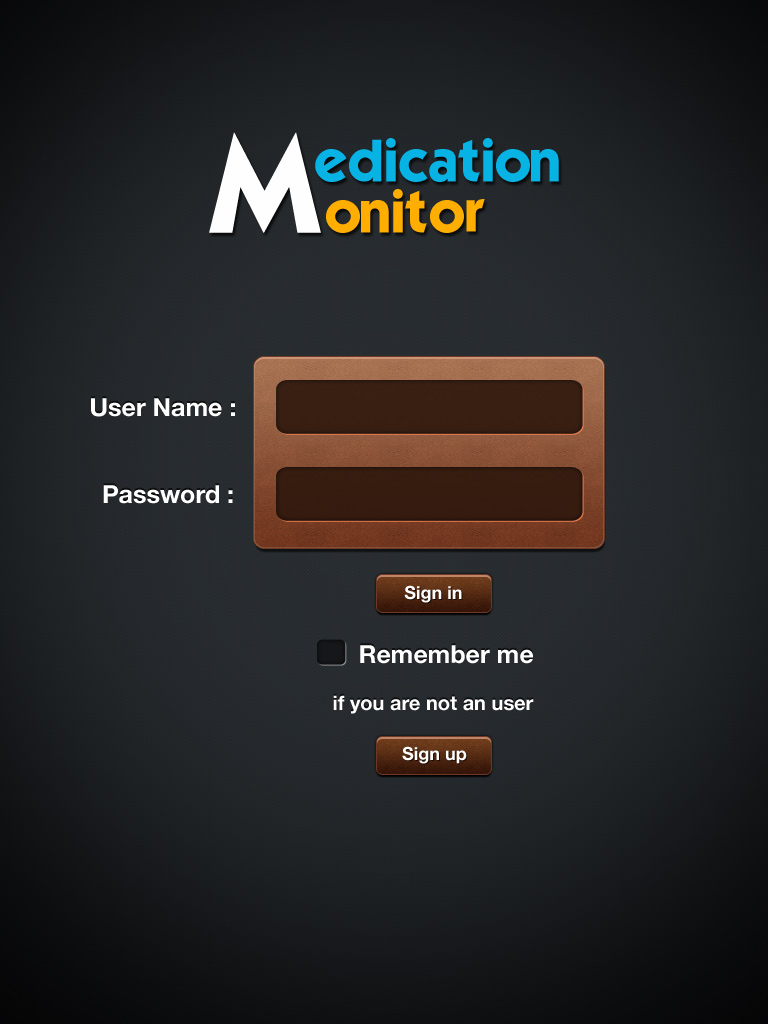 Medication
Monitor
User Name :
Password :
Sign in
Remember me
if you are not an user
Sign up